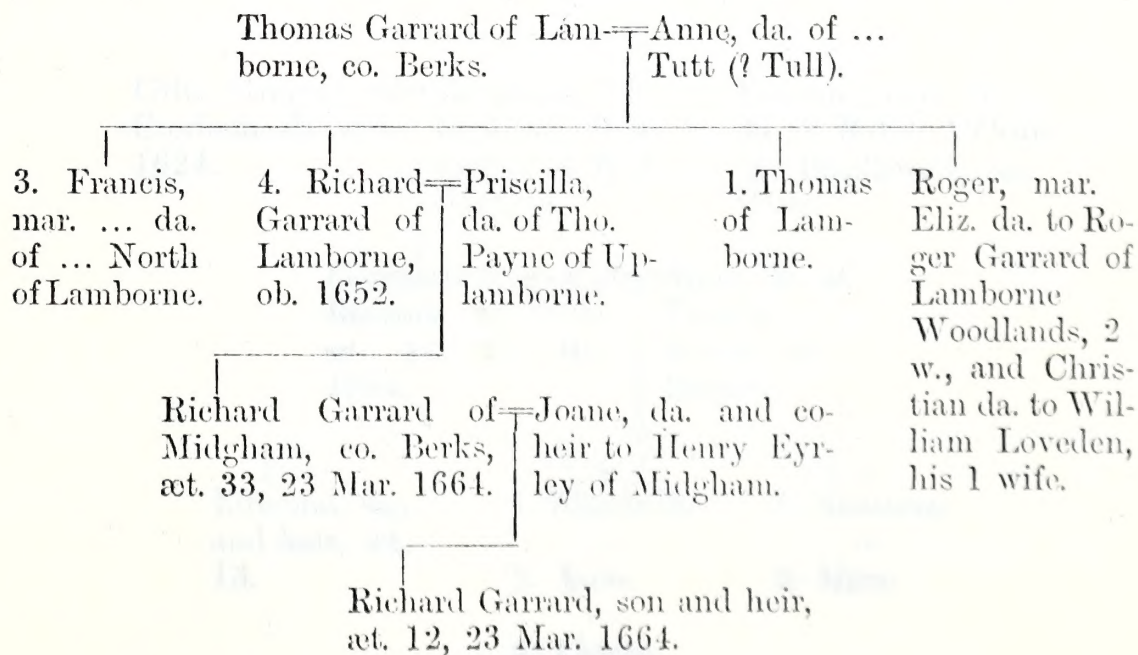 Thomas Garrard of Lam-
borne, co. Berks.
Anne, da. of ...
Tutt (? Tull).
3. Francis,
mar. ... da.
of ... North
of Lamborne.
4. Richard
Garrard of
Lamborne,
ob. 1652.
Priscilla,
da. of Tho.
Payne of Up-
lamborne.
1. Thomas
of Lam-
borne.
Roger, mar.
Eliz. da. to Ro-
ger Garrard of
Lamborne
Woodlands, 2
w., and Chris-
tian da. to Wil-
liam Loveden,
his 1 wife.
Richard Garrard of
Midgham, co. Berks,
æt. 33, 23 Mar. 1664.
Joane, da. and co-
heir to Henry Eyr-
ley of Midgham.
Richard Garrard, son and heir,
æt. 12, 23 Mar. 1664.